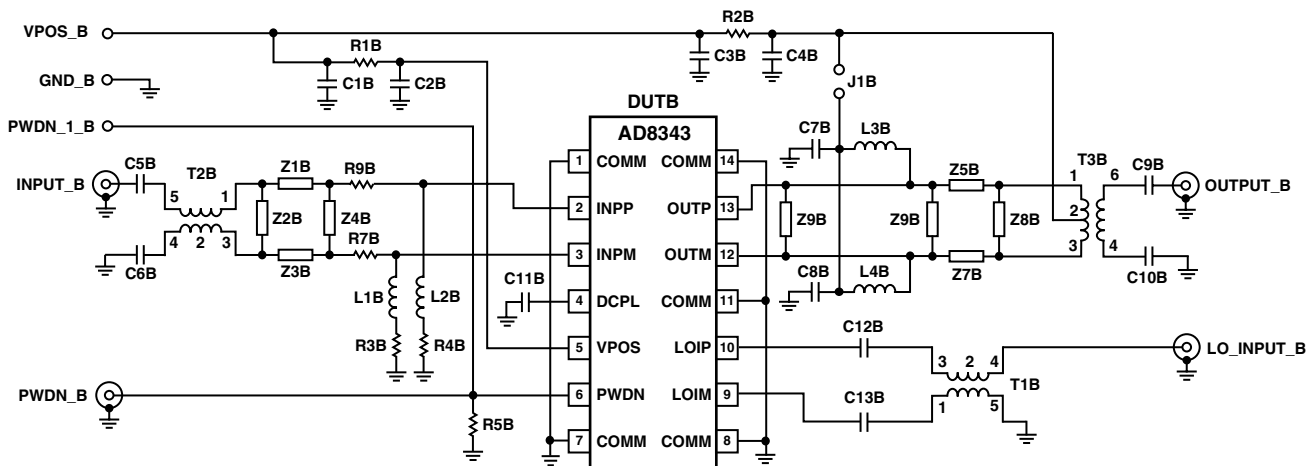 VPOS_B
R2B
R1B
C3B
C4B
C1B
C2B
J1B
GND_B
DUTB
PWDN_1_B
AD8343
C7B
L3B
1 COMM COMM 14
C5B
T2B
Z1B
R9B
Z5B
T3B
C9B
INPUT_B
5 1
1 6
OUTPUT_B
2 INPP OUTP 13
Z2B
Z4B
Z9B
Z9B
Z8B
2
4 2 3
R7B
3 INPM OUTM 12
3 4
C6B
Z3B
Z7B
C10B
C11B
C8B
L4B
L1B
L2B
4 DCPL COMM 11
C12B
R3B
R4B
5 VPOS LOIP 10
3 2 4
LO_INPUT_B
T1B
PWDN_B
6 PWDN LOIM 9
C13B
1 5
R5B
7 COMM COMM 8